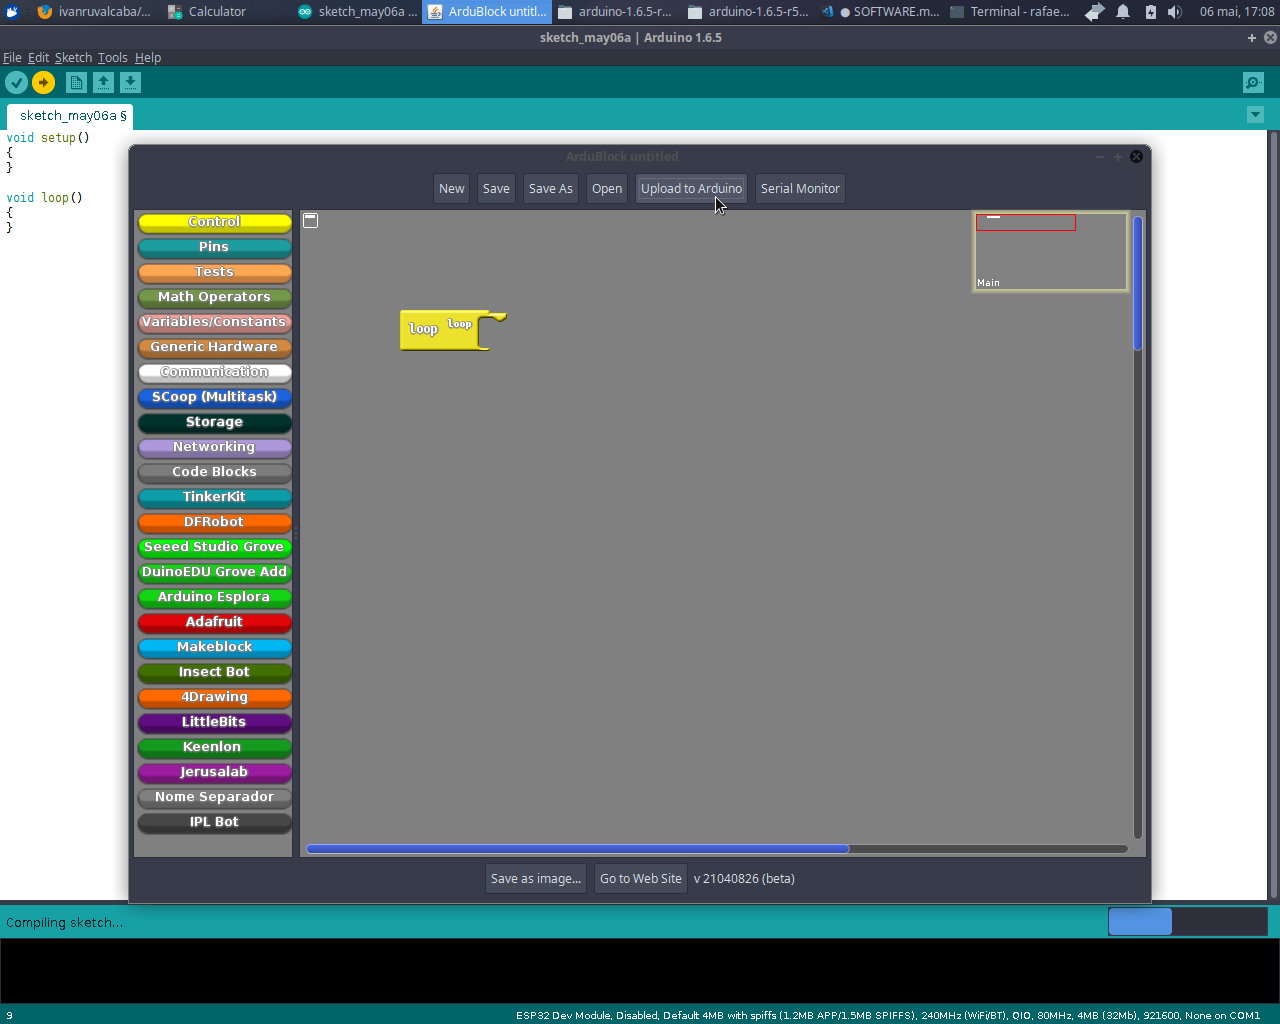 ivanruvalcaba/...
Calculator
sketch_may06a ...
ArduBlock untitl...
arduino-1.6.5-r...
arduino-1.6.5-r5...
● SOFTWARE.m...
Terminal - rafae...
06 mai, 17:08
sketch_may06a | Arduino 1.6.5
File Edit Sketch Tools Help
sketch_may06a §
void setup()
{
}
void loop()
{
}
ArduBlock untitled
New
Save
Save As
Open
Upload to Arduino
Serial Monitor
Control
Pins
Tests
Math Operators
Variables/Constants
Generic Hardware
Communication
SCoop (Multitask)
Storage
Networking
Code Blocks
TinkerKit
DFRobot
Seeed Studio Grove
DuinoEDU Grove Add
Arduino Esplora
Adafruit
Makeblock
Insect Bot
4Drawing
LittleBits
Keenlon
Jerusalab
Nome Separador
IPL Bot
loop loop
Main
Save as image...
Go to Web Site
v 21040826 (beta)
Compiling sketch...
9
ESP32 Dev Module, Disabled, Default 4MB with spiffs (1.2MB APP/1.5MB SPIFFS), 240MHz (WiFi/BT), QIO, 80MHz, 4MB (32Mb), 921600, None on COM1